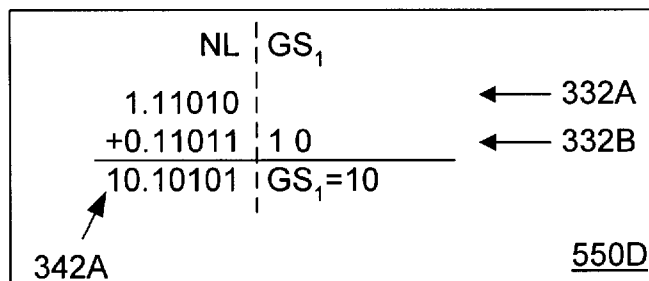 NL GS₁
1.11010 332A
+0.11011 1 0 332B
10.10101 GS₁=10
342A 550D